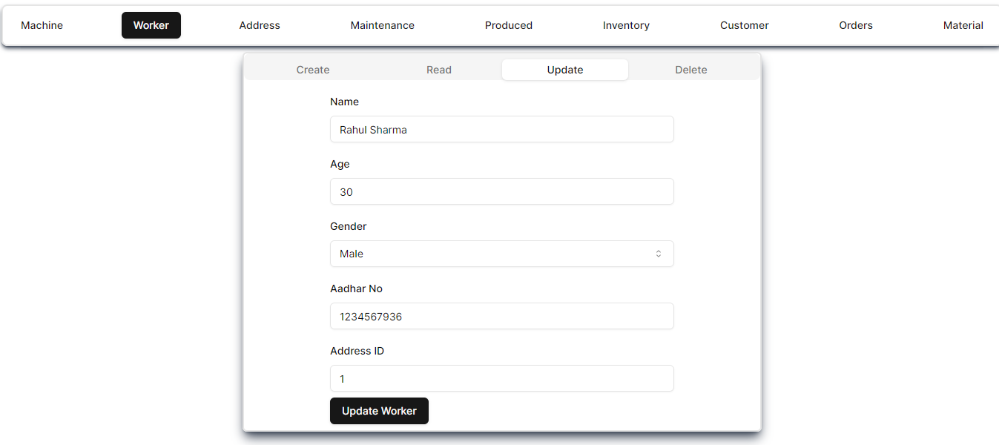 Machine Worker Address Maintenance Produced Inventory Customer Orders Material
Create Read Update Delete
Name
Rahul Sharma
Age
30
Gender
Male
Aadhar No
1234567936
Address ID
1
Update Worker